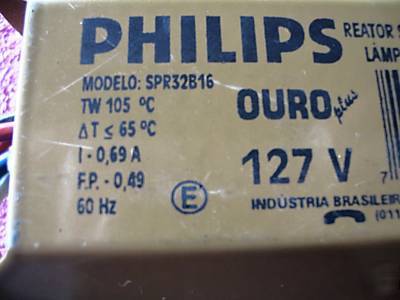 PHILIPS REATOR
LÂMP
MODELO: SPR32B16
TW 105 °C
ΔT ≤ 65°C
I - 0,69 A
F.P. - 0,49
60 Hz
E
OURO plus
127 V
7
INDÚSTRIA BRASILEIR
(011